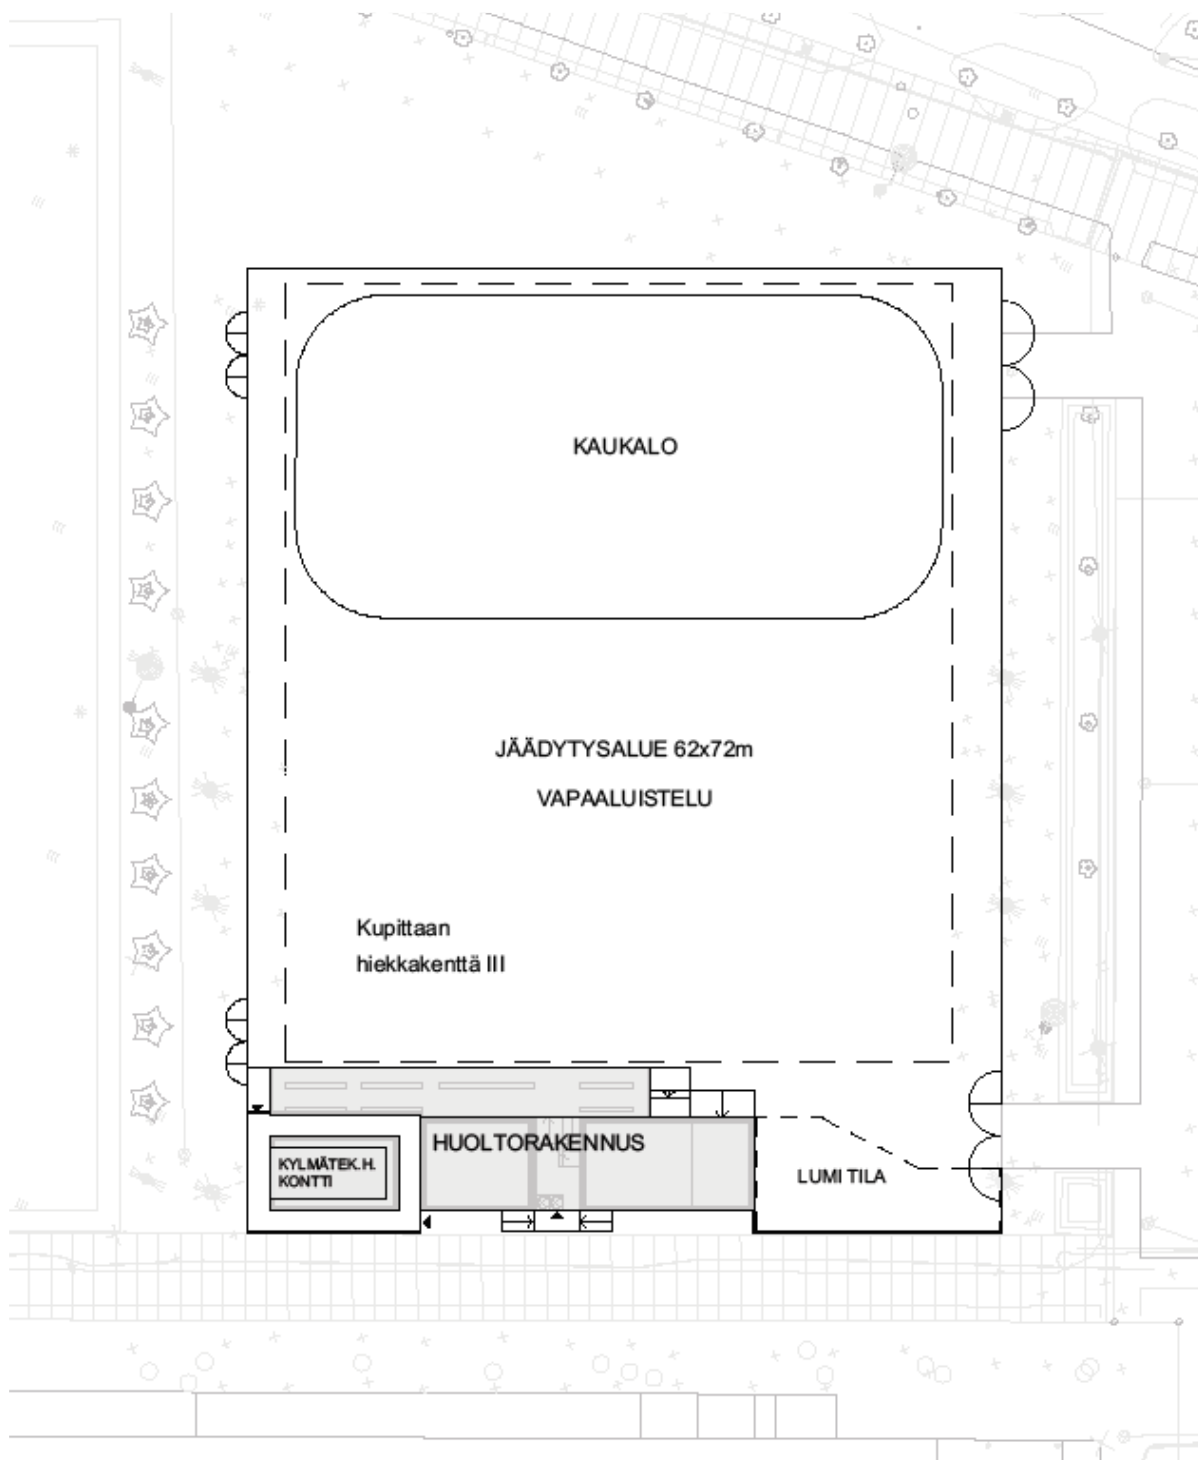 KAUKALO
JÄÄDYTYSALUE 62x72m
VAPAALUISTELU
Kupittaan
hiekkakenttä III
HUOLTORAKENNUS
KYLMÄTEK.H.
KONTTI
LUMI TILA